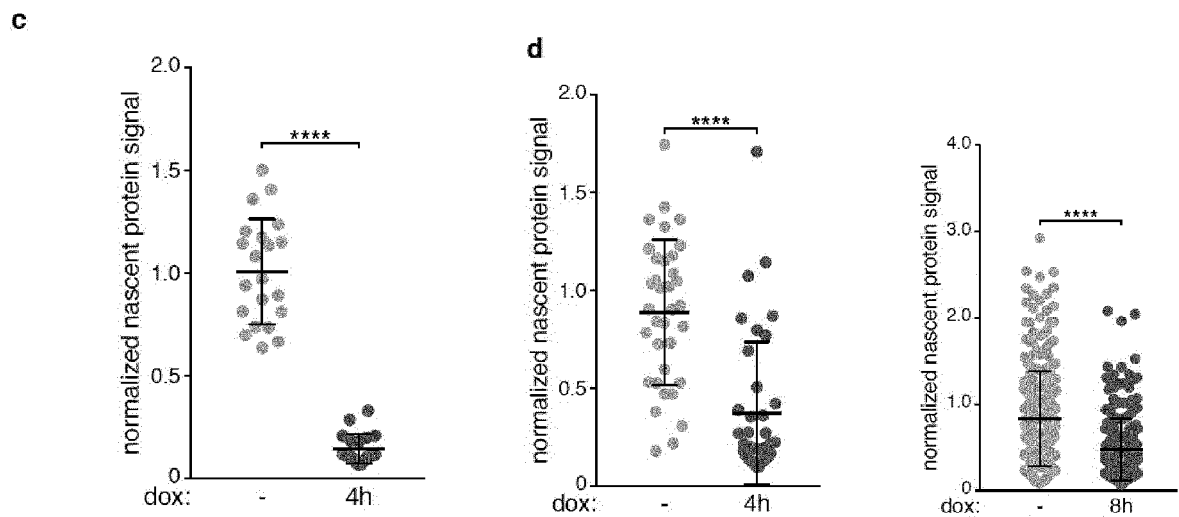 c
normalized nascent protein signal
2.0
1.5
1.0
0.5
0
****
dox: - 4h
d
normalized nascent protein signal
2.0
1.5
1.0
0.5
0
****
dox: - 4h
normalized nascent protein signal
4.0
3.0
2.0
1.0
0
****
dox: - 8h